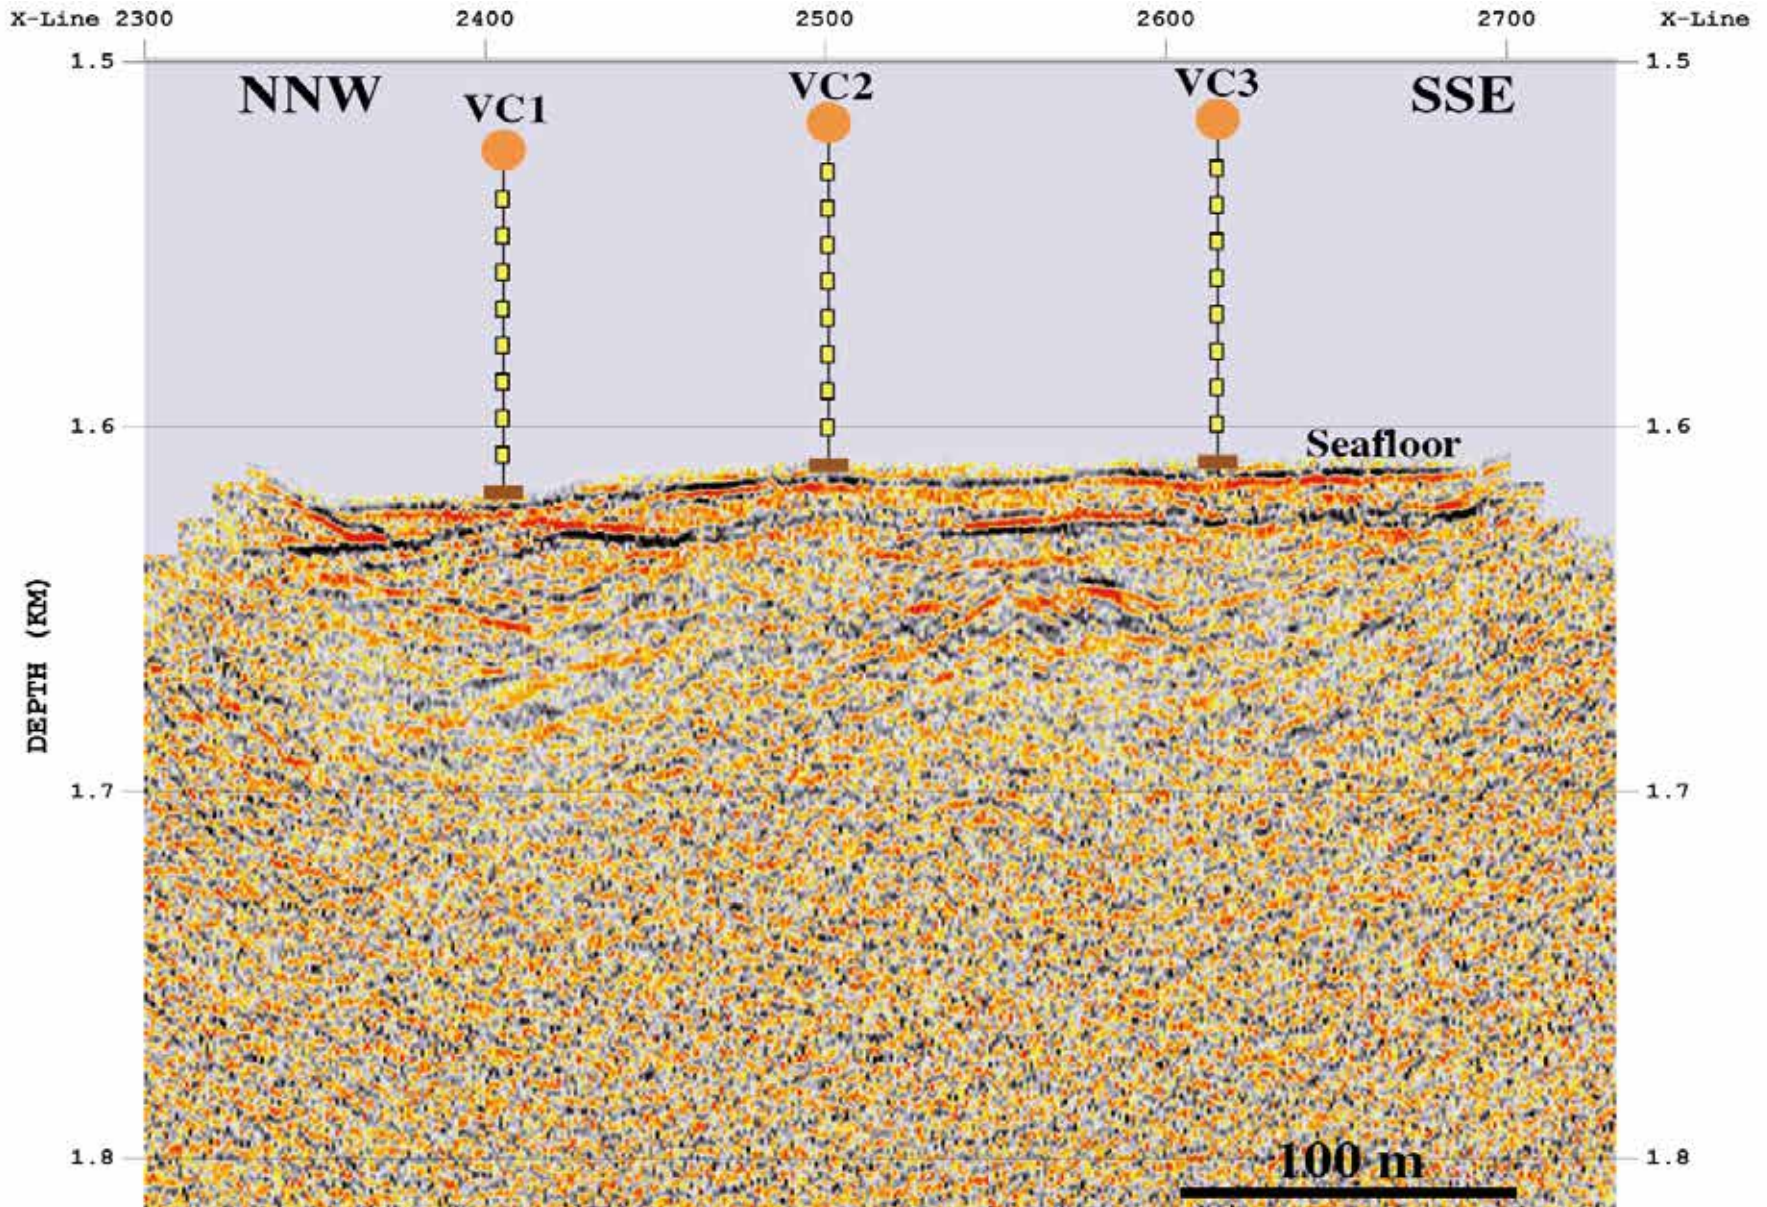 X-Line 2300 2400 2500 2600 2700 X-Line
1.5 1.5
NNW VC1 VC2 VC3 SSE
1.6 1.6
Seafloor
DEPTH (KM)
1.7 1.7
1.8 1.8
100 m